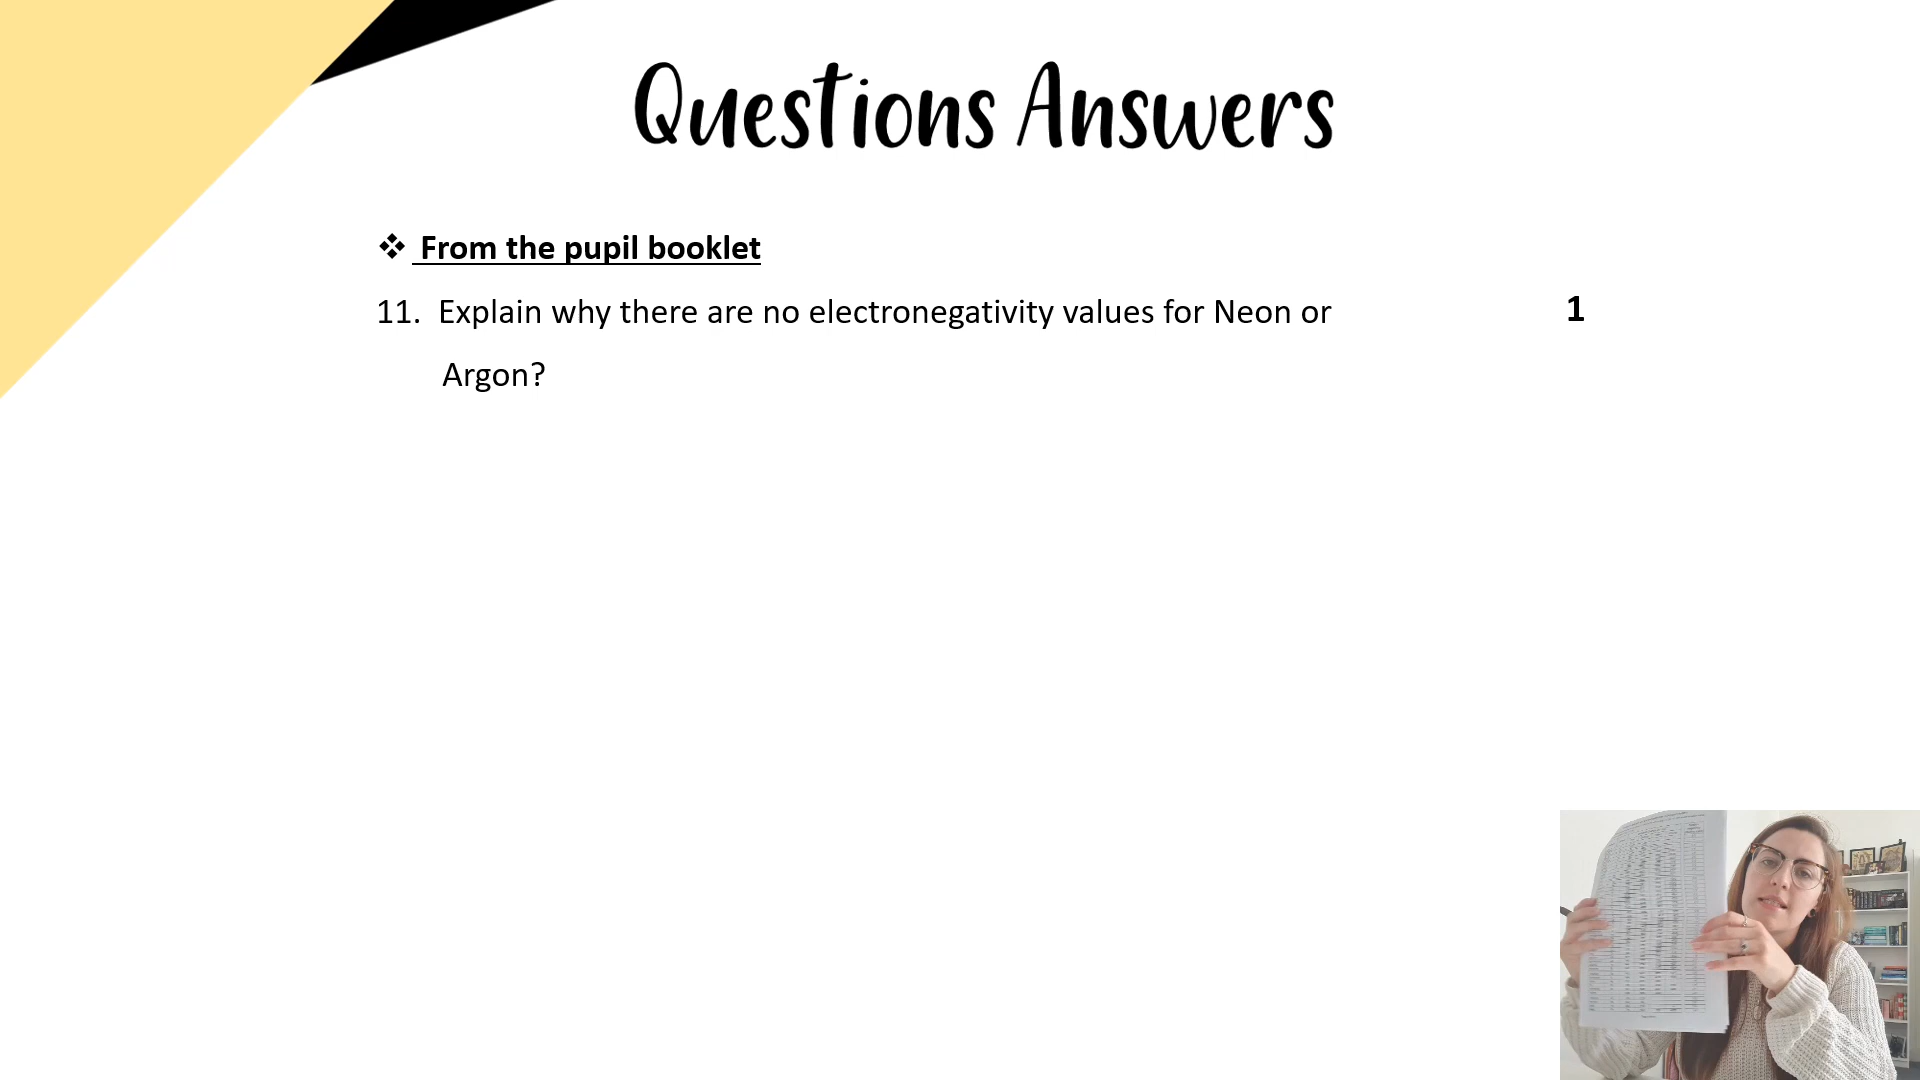 Questions Answers
❖ From the pupil booklet
11. Explain why there are no electronegativity values for Neon or
1
Argon?